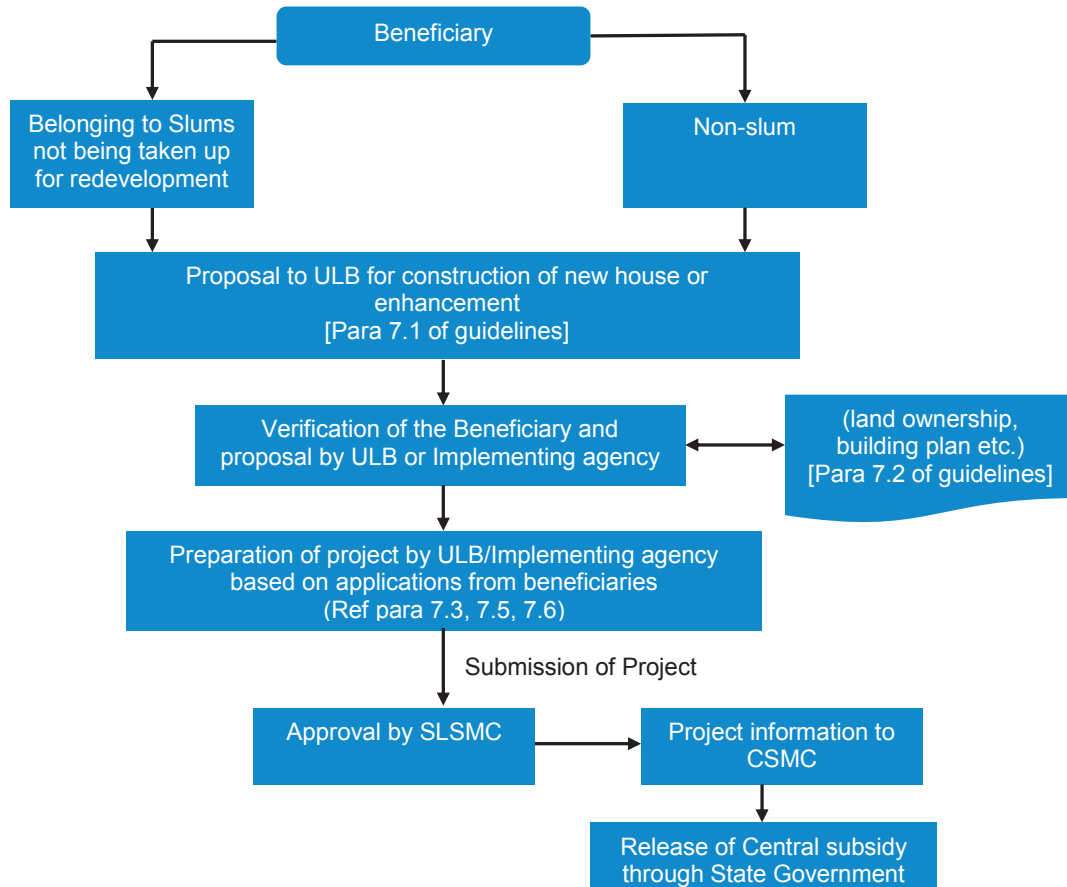 Beneficiary
Belonging to Slums
not being taken up
for redevelopment
Non-slum
Proposal to ULB for construction of new house or
enhancement
[Para 7.1 of guidelines]
Verification of the Beneficiary and
proposal by ULB or Implementing agency
(land ownership,
building plan etc.)
[Para 7.2 of guidelines]
Preparation of project by ULB/Implementing agency
based on applications from beneficiaries
(Ref para 7.3, 7.5, 7.6)
Submission of Project
Approval by SLSMC
Project information to
CSMC
Release of Central subsidy
through State Government